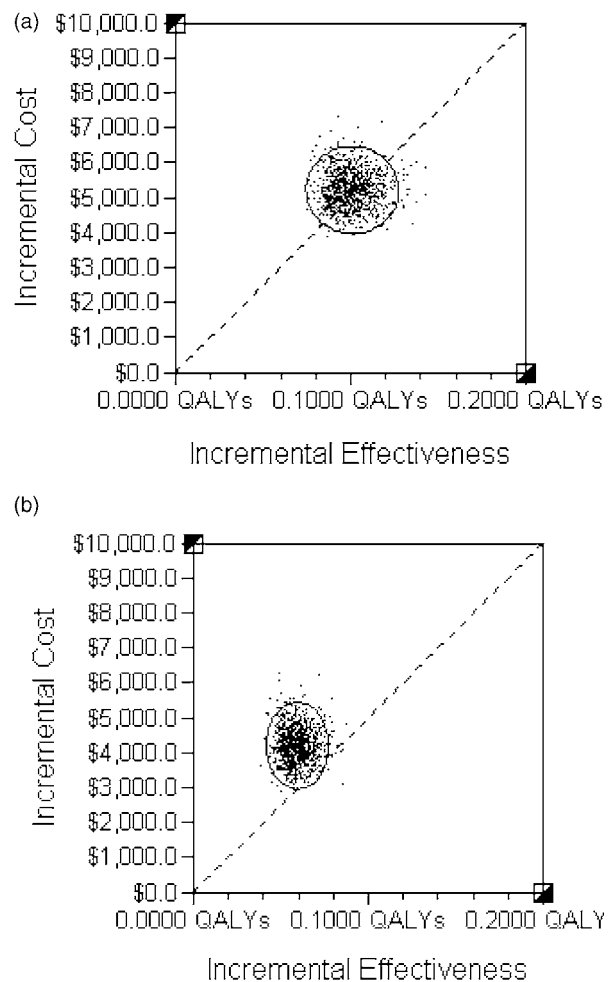 (a)
$10,000.0
$9,000.0
$8,000.0
$7,000.0
$6,000.0
$5,000.0
$4,000.0
$3,000.0
$2,000.0
$1,000.0
$0.0
Incremental Cost
0.0000 QALYs 0.1000 QALYs 0.2000 QALYs
Incremental Effectiveness
(b)
$10,000.0
$9,000.0
$8,000.0
$7,000.0
$6,000.0
$5,000.0
$4,000.0
$3,000.0
$2,000.0
$1,000.0
$0.0
Incremental Cost
0.0000 QALYs 0.1000 QALYs 0.2000 QALY
Incremental Effectiveness